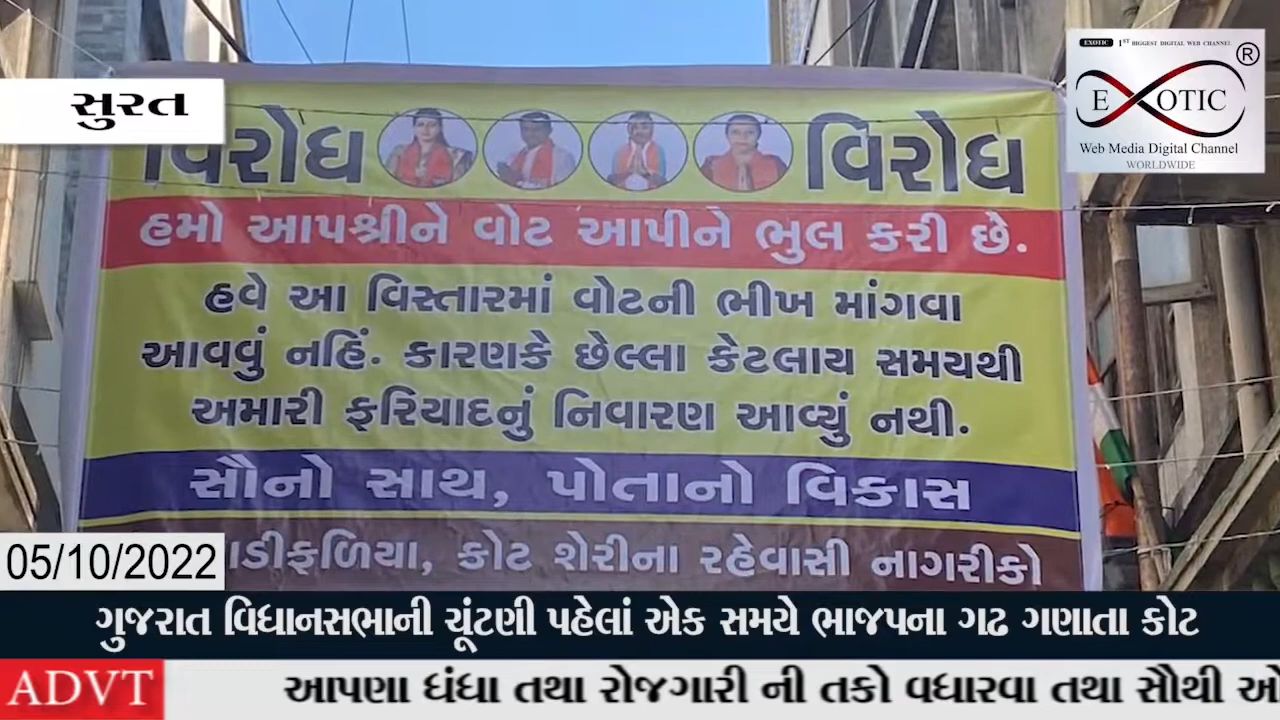 EXOTIC 1ST BIGGEST DIGITAL WEB CHANNEL
®
EXOTIC
Web Media Digital Channel
WORLDWIDE
સુરત
વિરોધ વિરોધ
હમો આપશ્રીને વોટ આપીને ભુલ કરી છે.
હવે આ વિસ્તારમાં વોટની ભીખ માંગવા
આવવું નહિં. કારણકે છેલ્લા કેટલાય સમયથી
અમારી ફરિયાદનું નિવારણ આવ્યું નથી.
સૌનો સાથ, પોતાનો વિકાસ
કોટ શેરીના રહેવાસી નાગરીકો
05/10/2022
ગુજરાત વિધાનસભાની ચૂંટણી પહેલાં એક સમયે ભાજપના ગઢ ગણાતા કોટ
ADVT
આપણા ધંધા તથા રોજગારી ની તકો વધારવા તથા સૌથી